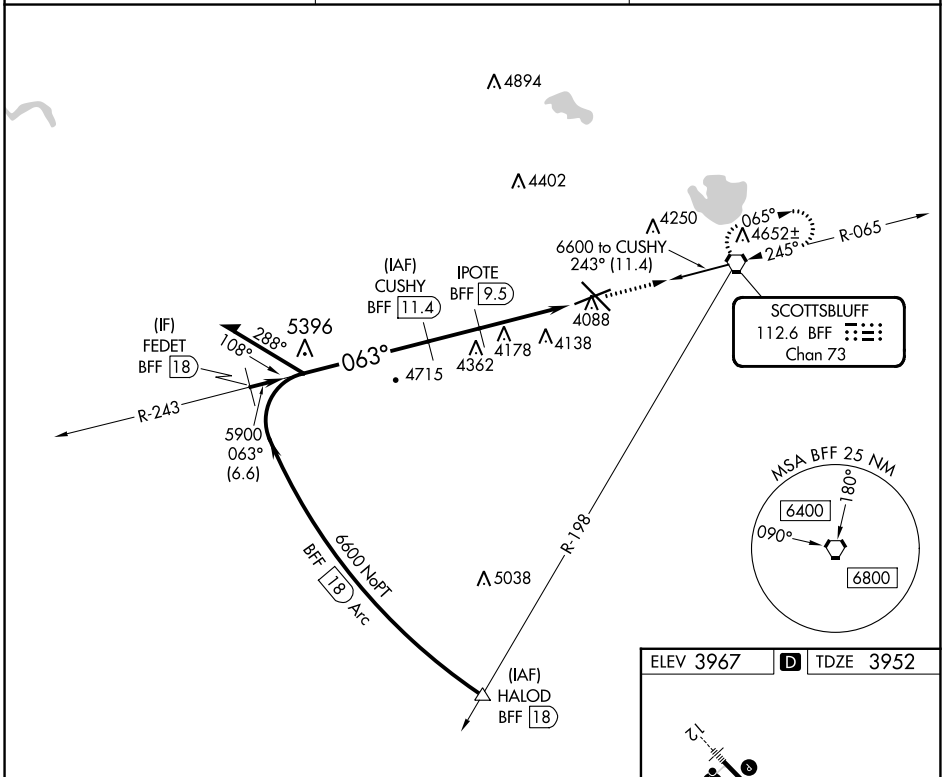 4894
4402
4250
065°
4652±
245°
R-065
6600 to CUSHY
243° (11.4)
(IAF)
CUSHY
BFF 11.4
IPOTE
BFF 9.5
4088
SCOTTSBLUFF
112.6 BFF
Chan 73
(IF)
FEDET
BFF 18
288°
108°
5396
063°
4715
4362
4178
4138
R-243
5900
063°
(6.6)
MSA BFF 25 NM
180°
6400
090°
6800
R-198
6600 NoPT
BFF 18 Arc
5038
(IAF)
HALOD
BFF 18
ELEV 3967
D
TDZE 3952
12
P